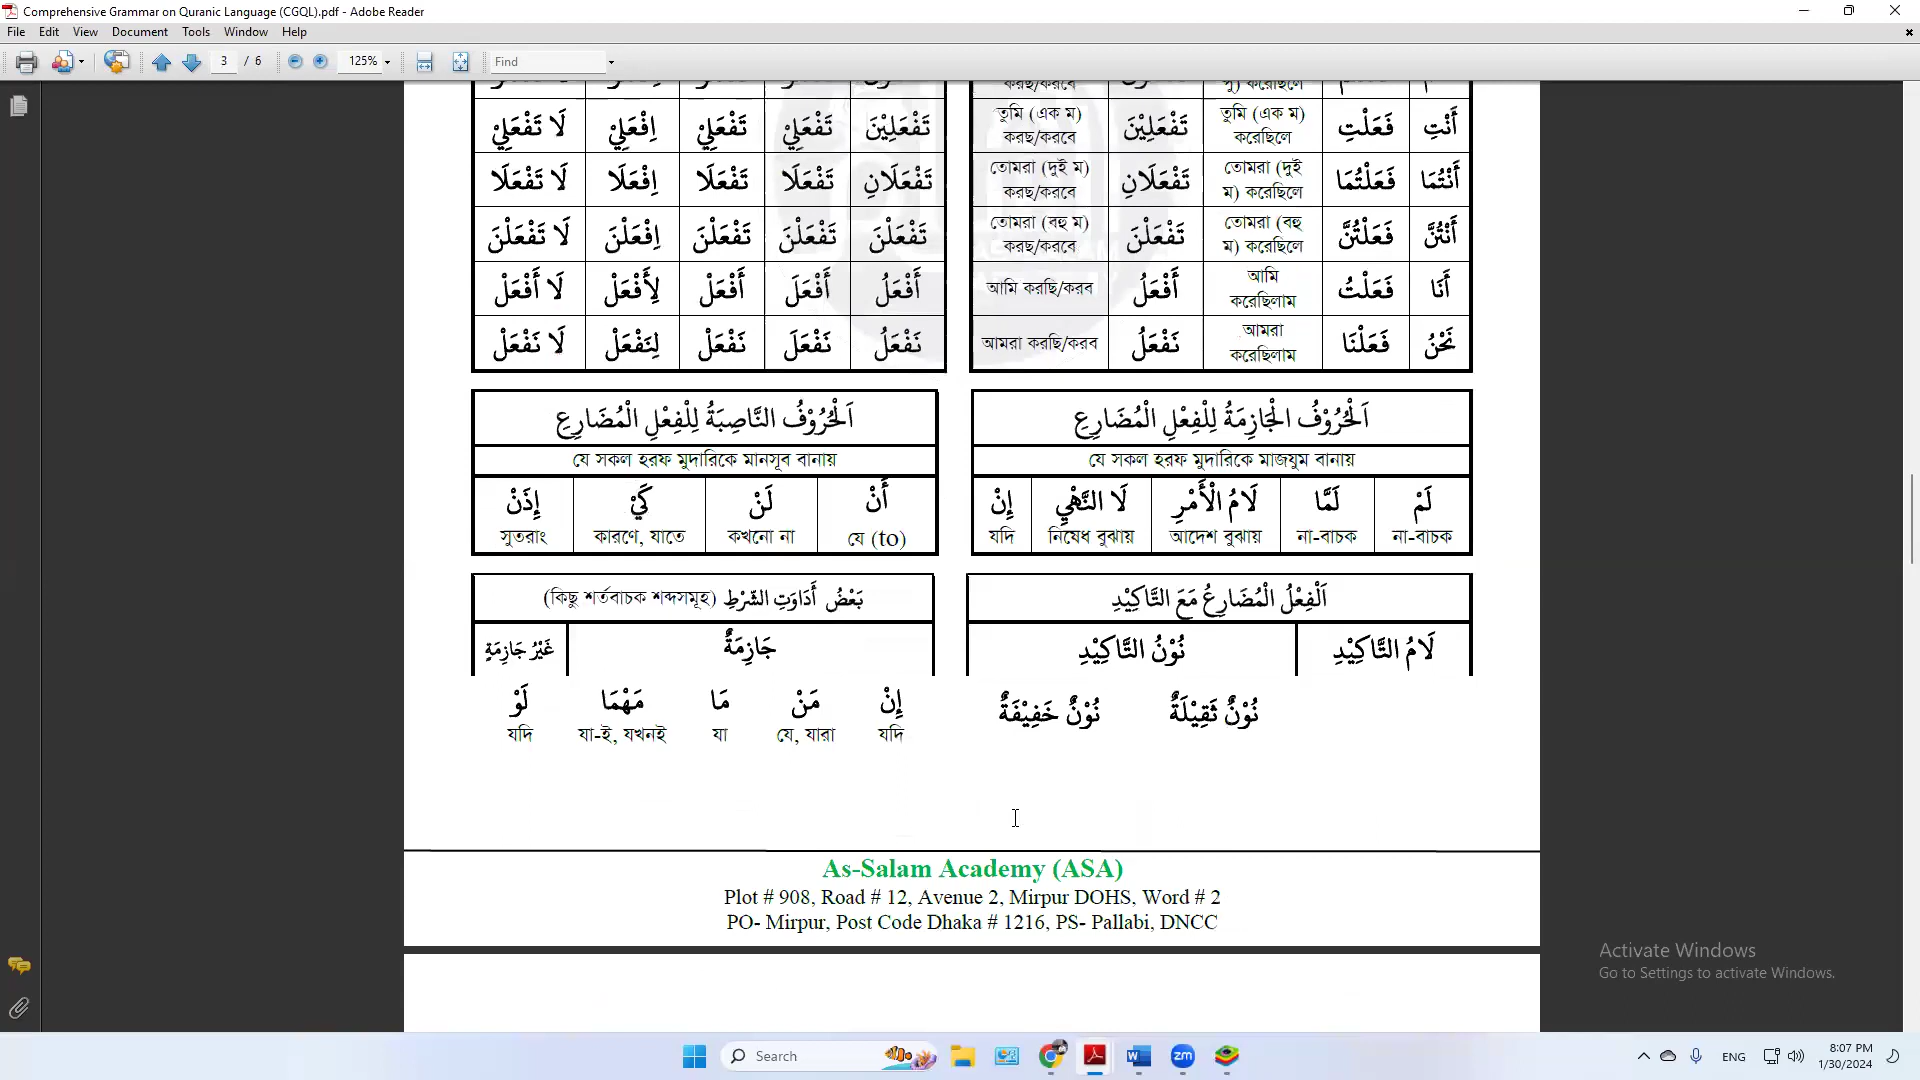 Comprehensive Grammar on Quranic Language (CGQL).pdf - Adobe Reader
File Edit View Document Tools Window Help
3 / 6 125% Find
করছ/করবে পু) করেছিলে
أَنْتِ فَعَلْتِ তুমি (এক ম) করেছিলে تَفْعَلِيْنَ তুমি (এক ম) করছ/করবে
أَنْتُمَا فَعَلْتُمَا তোমরা (দুই ম) করেছিলে تَفْعَلَانِ তোমরা (দুই ম) করছ/করবে
أَنْتُنَّ فَعَلْتُنَّ তোমরা (বহু ম) করেছিলে تَفْعَلْنَ তোমরা (বহু ম) করছ/করবে
أَنَا فَعَلْتُ আমি করেছিলাম أَفْعَلُ আমি করছি/করব
نَحْنُ فَعَلْنَا আমরা করেছিলাম نَفْعَلُ আমরা করছি/করব
تَفْعَلِيْنَ تَفْعَلِيْ تَفْعَلِيْ اِفْعَلِيْ لَا تَفْعَلِيْ
تَفْعَلَانِ تَفْعَلَا تَفْعَلَا اِفْعَلَا لَا تَفْعَلَا
تَفْعَلْنَ تَفْعَلْنَ تَفْعَلْنَ اِفْعَلْنَ لَا تَفْعَلْنَ
أَفْعَلُ أَفْعَلَ أَفْعَلْ لِأَفْعَلْ لَا أَفْعَلْ
نَفْعَلُ نَفْعَلَ نَفْعَلْ لِنَفْعَلْ لَا نَفْعَلْ
اَلْحُرُوْفُ الْجَازِمَةُ لِلْفِعْلِ الْمُضَارِعِ
যে সকল হরফ মুদারিকে মাজযুম বানায়
لَمْ لَمَّا لَامُ الْأَمْرِ لَا النَّهْيِ إِنْ
না-বাচক না-বাচক আদেশ বুঝায় নিষেধ বুঝায় যদি
اَلْحُرُوْفُ النَّاصِبَةُ لِلْفِعْلِ الْمُضَارِعِ
যে সকল হরফ মুদারিকে মানসূব বানায়
أَنْ لَنْ كَيْ إِذَنْ
যে (to) কখনো না কারণে, যাতে সুতরাং
اَلْفِعْلُ الْمُضَارِعُ مَعَ التَّاكِيْدِ
لَامُ التَّاكِيْدِ نُوْنُ التَّاكِيْدِ
نُوْنٌ ثَقِيْلَةٌ نُوْنٌ خَفِيْفَةٌ
بَعْضُ أَدَاوَتِ الشَّرْطِ (কিছু শর্তবাচক শব্দসমূহ)
جَازِمَةٌ غَيْرُ جَازِمَةٍ
إِنْ مَنْ مَا مَهْمَا لَوْ
যদি যে, যারা যা যা-ই, যখনই যদি
As-Salam Academy (ASA)
Plot # 908, Road # 12, Avenue 2, Mirpur DOHS, Word # 2
PO- Mirpur, Post Code Dhaka # 1216, PS- Pallabi, DNCC
Activate Windows
Go to Settings to activate Windows.
Search
ENG
8:07 PM
1/30/2024